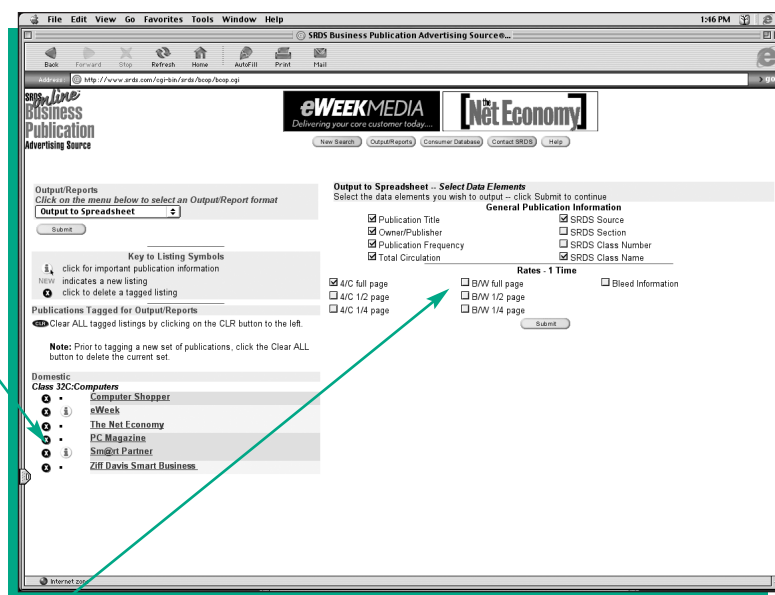 File Edit View Go Favorites Tools Window Help 1:46 PM
SRDS Business Publication Advertising Source®...
Back Forward Stop Refresh Home AutoFill Print Mail
Address: http://www.srds.com/cgi-bin/srds/bcop/bcop.cgi go
SRDS online
Business
Publication
Advertising Source
eWEEKMEDIA
Delivering your core customer today....
the Net Economy
New Search Output/Reports Consumer Database Contact SRDS Help
Output/Reports
Click on the menu below to select an Output/Report format
Output to Spreadsheet
Submit
Key to Listing Symbols
i click for important publication information
NEW indicates a new listing
x click to delete a tagged listing
Publications Tagged for Output/Reports
CLR Clear ALL tagged listings by clicking on the CLR button to the left.
Note: Prior to tagging a new set of publications, click the Clear ALL
button to delete the current set.
Domestic
Class 32C:Computers
x Computer Shopper
x i eWeek
x The Net Economy
x PC Magazine
x i Sm@rt Partner
x Ziff Davis Smart Business
Output to Spreadsheet -- Select Data Elements
Select the data elements you wish to output -- click Submit to continue
General Publication Information
Publication Title SRDS Source
Owner/Publisher SRDS Section
Publication Frequency SRDS Class Number
Total Circulation SRDS Class Name
Rates - 1 Time
4/C full page B/W full page Bleed Information
4/C 1/2 page B/W 1/2 page
4/C 1/4 page B/W 1/4 page
Submit
Internet zone